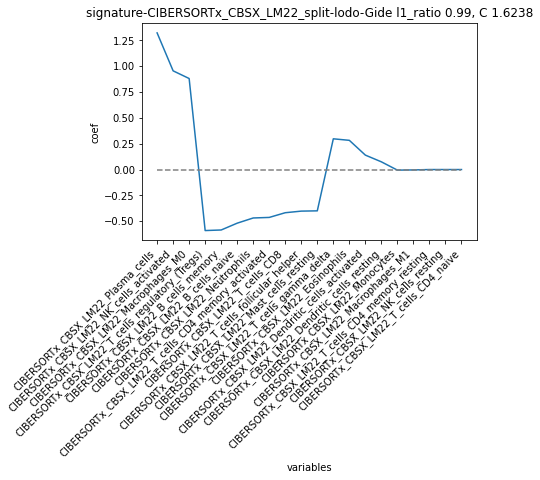 signature-CIBERSORTx_CBSX_LM22_split-lodo-Gide l1_ratio 0.99, C 1.6238
coef
1.25
1.00
0.75
0.50
0.25
0.00
−0.25
−0.50
CIBERSORTx_CBSX_LM22_Plasma_cells
CIBERSORTx_CBSX_LM22_NK_cells_activated
CIBERSORTx_CBSX_LM22_Macrophages_M0
CIBERSORTx_CBSX_LM22_T_cells_regulatory_(Tregs)
CIBERSORTx_CBSX_LM22_B_cells_memory
CIBERSORTx_CBSX_LM22_B_cells_naive
CIBERSORTx_CBSX_LM22_Neutrophils
CIBERSORTx_CBSX_LM22_T_cells_CD4_memory_activated
CIBERSORTx_CBSX_LM22_T_cells_CD8
CIBERSORTx_CBSX_LM22_T_cells_follicular_helper
CIBERSORTx_CBSX_LM22_Mast_cells_resting
CIBERSORTx_CBSX_LM22_T_cells_gamma_delta
CIBERSORTx_CBSX_LM22_Eosinophils
CIBERSORTx_CBSX_LM22_Dendritic_cells_activated
CIBERSORTx_CBSX_LM22_Dendritic_cells_resting
CIBERSORTx_CBSX_LM22_Monocytes
CIBERSORTx_CBSX_LM22_Macrophages_M1
CIBERSORTx_CBSX_LM22_T_cells_CD4_memory_resting
CIBERSORTx_CBSX_LM22_NK_cells_resting
CIBERSORTx_CBSX_LM22_T_cells_CD4_naive
variables